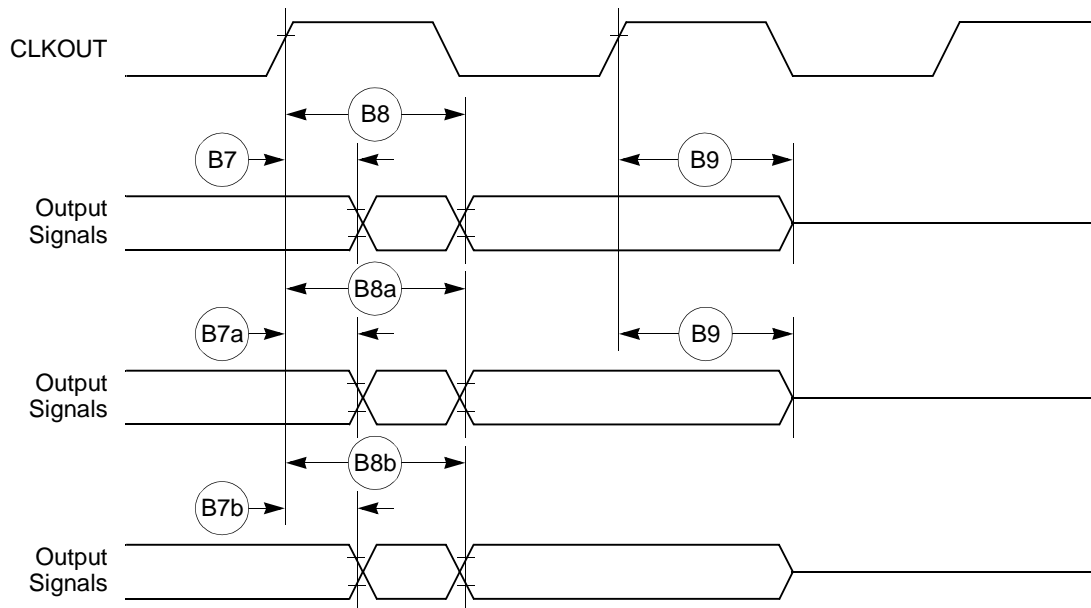 CLKOUT
B8
B7
B9
Output
Signals
B8a
B7a
B9
Output
Signals
B8b
B7b
Output
Signals